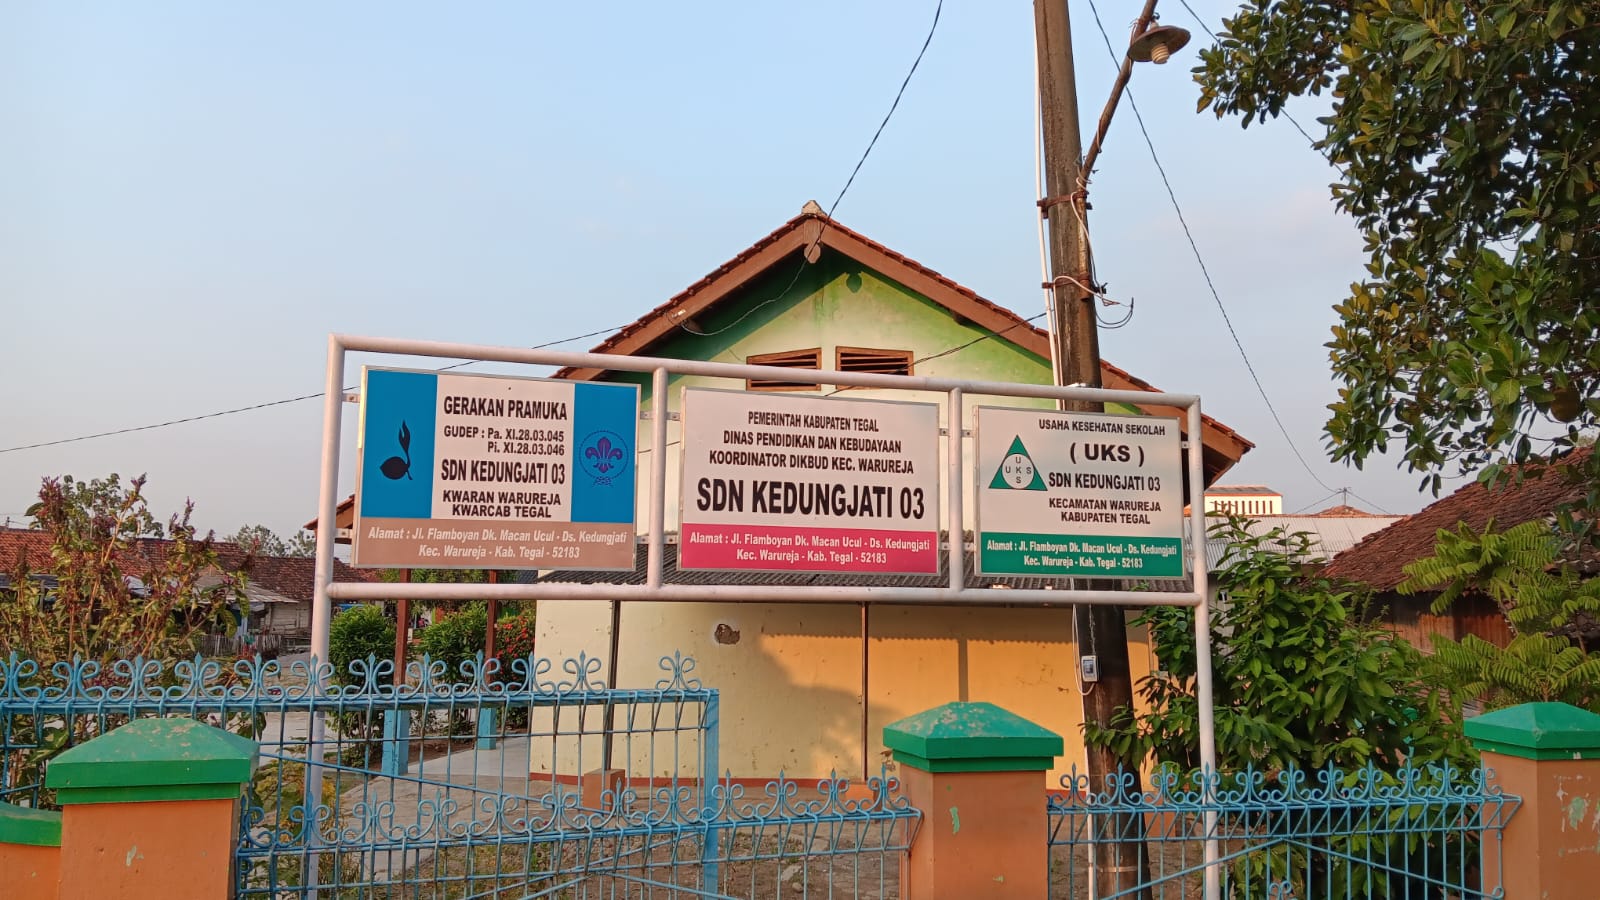 GERAKAN PRAMUKA
GUDEP : Pa. XI.28.03.045
Pi. XI.28.03.046
SDN KEDUNGJATI 03
KWARAN WARUREJA
KWARCAB TEGAL
Alamat : Jl. Flamboyan Dk. Macan Ucul - Ds. Kedungjati
Kec. Warureja - Kab. Tegal - 52183
PEMERINTAH KABUPATEN TEGAL
DINAS PENDIDIKAN DAN KEBUDAYAAN
KOORDINATOR DIKBUD KEC. WARUREJA
SDN KEDUNGJATI 03
Alamat : Jl. Flamboyan Dk. Macan Ucul - Ds. Kedungjati
Kec. Warureja - Kab. Tegal - 52183
USAHA KESEHATAN SEKOLAH
( UKS )
U
U K S
S
SDN KEDUNGJATI 03
KECAMATAN WARUREJA
KABUPATEN TEGAL
Alamat : Jl. Flamboyan Dk. Macan Ucul - Ds. Kedungjati
Kec. Warureja - Kab. Tegal - 52183